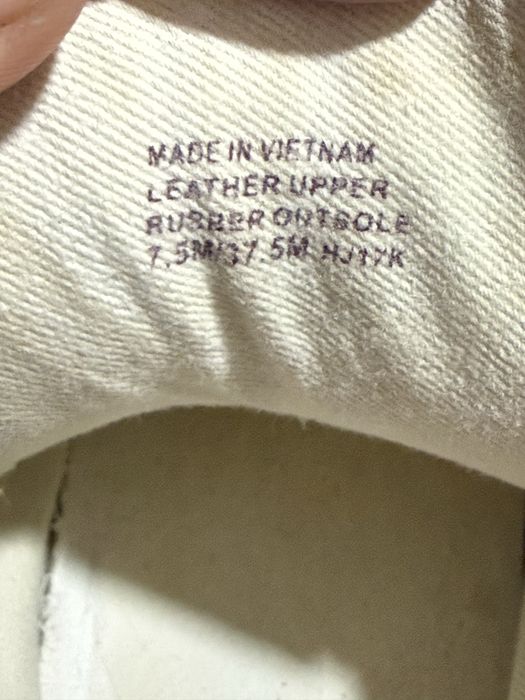 MADE IN VIETNAM
LEATHER UPPER
RUBBER OUTSOLE
7.5M/37.5M HJ17K